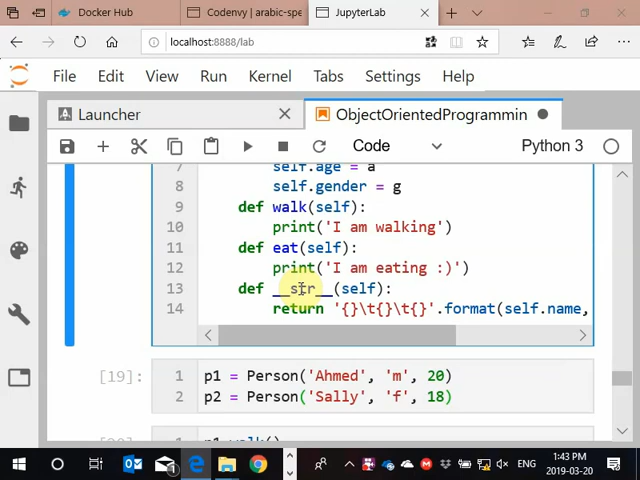 Docker Hub
Codenvy | arabic-spe
JupyterLab
localhost:8888/lab
File Edit View Run Kernel Tabs Settings Help
Launcher
ObjectOrientedProgrammin
Code
Python 3
7 self.age = a
8 self.gender = g
9 def walk(self):
10 print('I am walking')
11 def eat(self):
12 print('I am eating :)')
13 def __str__(self):
14 return '{}\t{}\t{}'.format(self.name,
[19]: 1 p1 = Person('Ahmed', 'm', 20)
2 p2 = Person('Sally', 'f', 18)
1:43 PM
ENG
2019-03-20